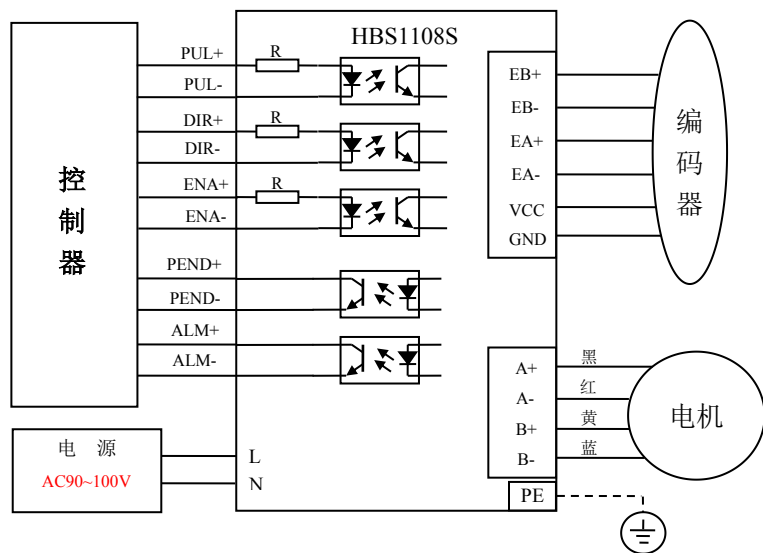 HBS1108S
控
制
器
PUL+
R
PUL-
DIR+
R
DIR-
ENA+
R
ENA-
PEND+
PEND-
ALM+
ALM-
EB+
EB-
EA+
EA-
VCC
GND
编
码
器
A+
黑
A-
红
B+
黄
B-
蓝
电机
电 源
AC90~100V
L
N
PE